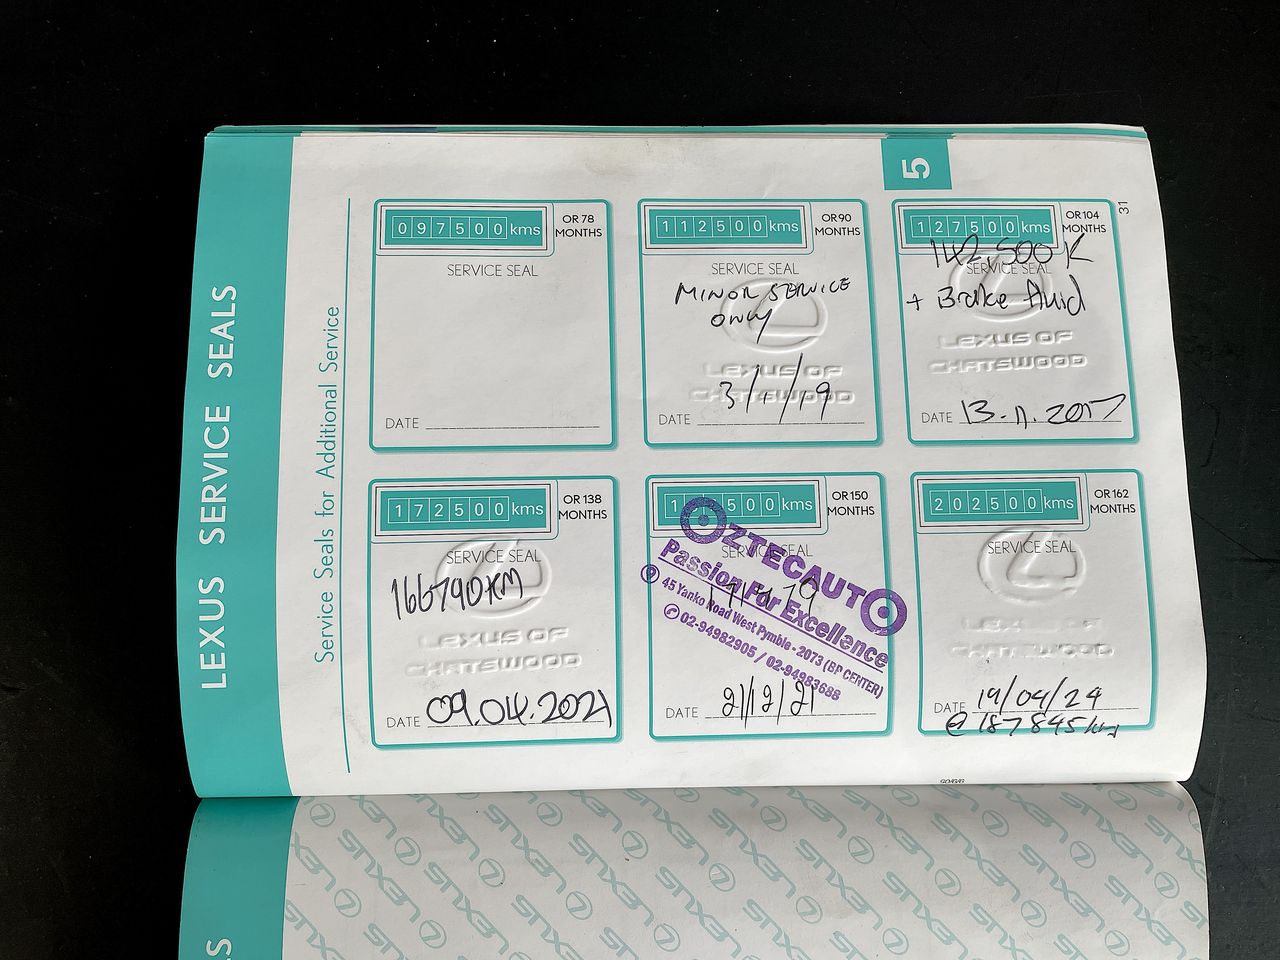 LEXUS SERVICE SEALS
Service Seals for Additional Service
5
31
097500 kms
OR 78
MONTHS
SERVICE SEAL
DATE
112500 kms
OR 90
MONTHS
SERVICE SEAL
MINOR SERVICE
ONLY
LEXUS OF
CHATSWOOD
DATE 3/1/19
127500 kms
OR 104
MONTHS
142,500 K
SERVICE SEAL
+ Brake fluid
LEXUS OF
CHATSWOOD
DATE 13.11.2017
172500 kms
OR 138
MONTHS
SERVICE SEAL
166790KM
LEXUS OF
CHATSWOOD
DATE 09.04.2021
500 kms
OR 150
MONTHS
SERVICE SEAL
OZTECAUTO
Passion For Excellence
45 Yanko Road West Pymble - 2073 (BP CENTER)
02-94982905 / 02-94983688
DATE 21/12/21
202500 kms
OR 162
MONTHS
SERVICE SEAL
LEXUS OF
CHATSWOOD
DATE 19/04/24
@ 187845km
LEXUS LEXUS LEXUS LEXUS